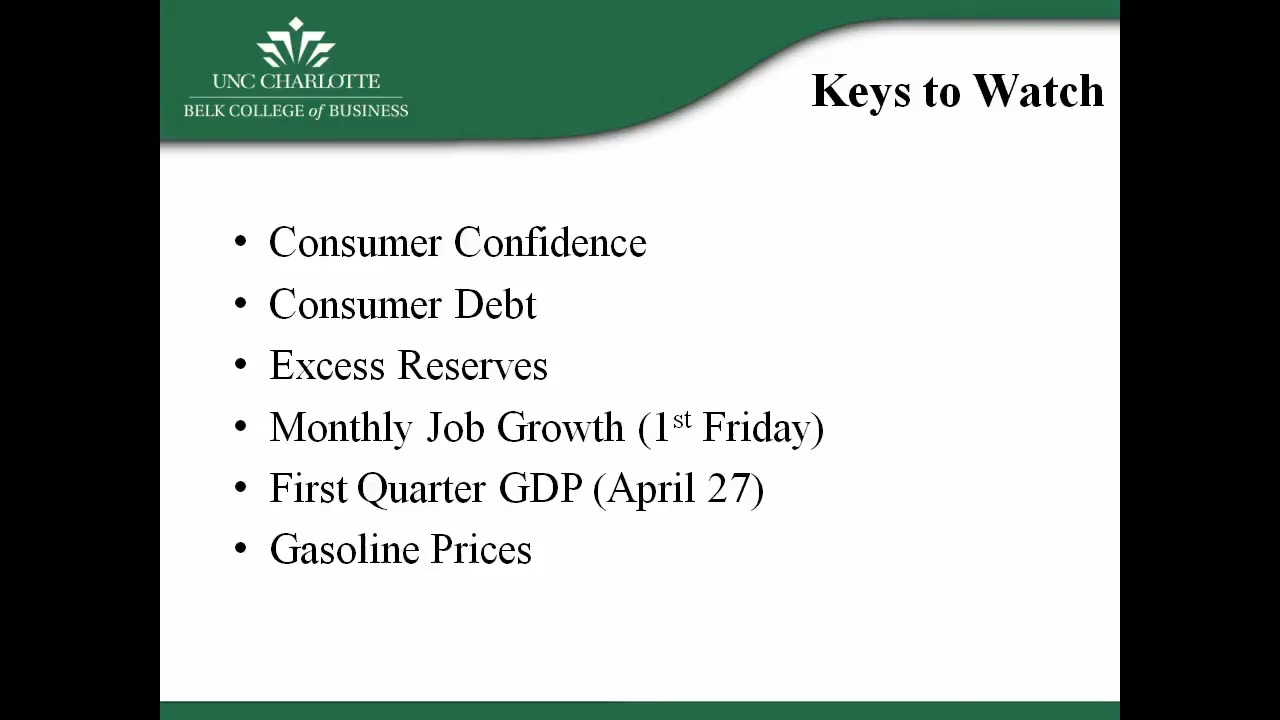 UNC CHARLOTTE
BELK COLLEGE of BUSINESS
Keys to Watch
• Consumer Confidence
• Consumer Debt
• Excess Reserves
• Monthly Job Growth (1st Friday)
• First Quarter GDP (April 27)
• Gasoline Prices